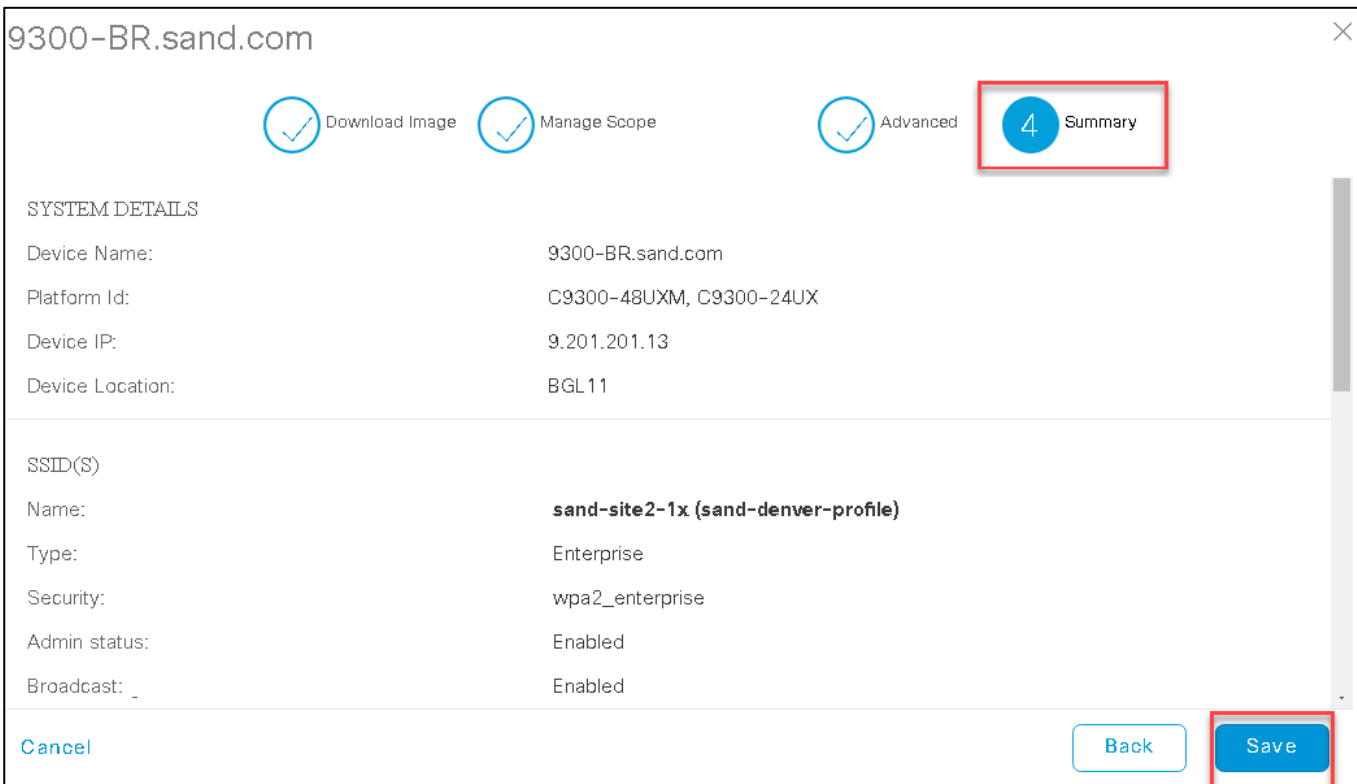 9300-BR.sand.com
Download Image Manage Scope Advanced 4 Summary
SYSTEM DETAILS
Device Name: 9300-BR.sand.com
Platform Id: C9300-48UXM, C9300-24UX
Device IP: 9.201.201.13
Device Location: BGL11
SSID(S)
Name: sand-site2-1x (sand-denver-profile)
Type: Enterprise
Security: wpa2_enterprise
Admin status: Enabled
Broadcast: Enabled
Cancel Back Save